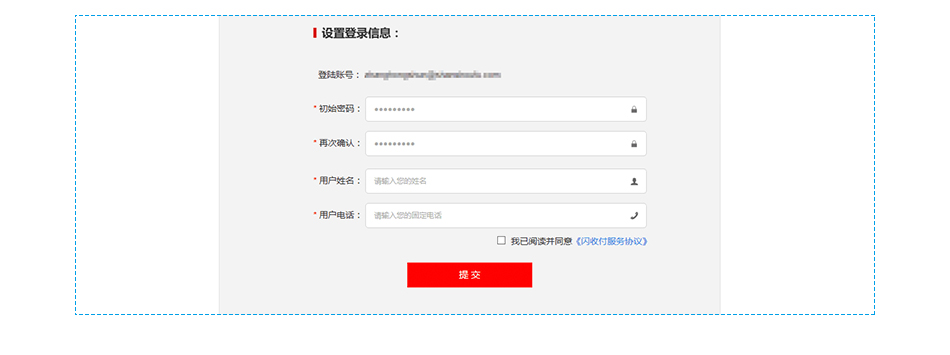 设置登录信息：
登陆账号：
* 初始密码： •••••••••
* 再次确认： •••••••••
* 用户姓名： 请输入您的姓名
* 用户电话： 请输入您的固定电话
我已阅读并同意《闪收付服务协议》
提 交